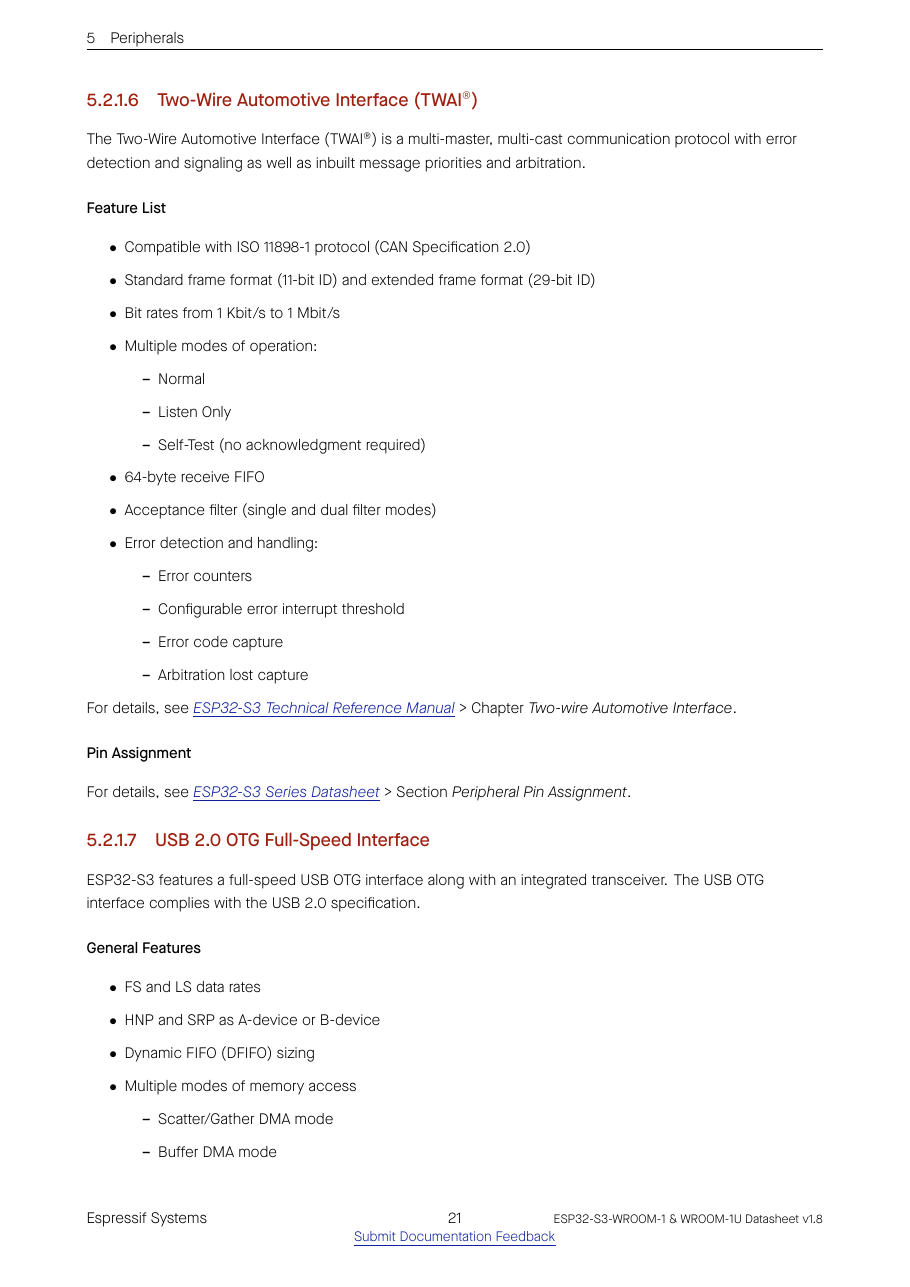 5 Peripherals
5.2.1.6 Two-Wire Automotive Interface (TWAI®)
The Two-Wire Automotive Interface (TWAI®) is a multi-master, multi-cast communication protocol with error
detection and signaling as well as inbuilt message priorities and arbitration.
Feature List
• Compatible with ISO 11898-1 protocol (CAN Specification 2.0)
• Standard frame format (11-bit ID) and extended frame format (29-bit ID)
• Bit rates from 1 Kbit/s to 1 Mbit/s
• Multiple modes of operation:
– Normal
– Listen Only
– Self-Test (no acknowledgment required)
• 64-byte receive FIFO
• Acceptance filter (single and dual filter modes)
• Error detection and handling:
– Error counters
– Configurable error interrupt threshold
– Error code capture
– Arbitration lost capture
For details, see ESP32-S3 Technical Reference Manual > Chapter Two-wire Automotive Interface.
Pin Assignment
For details, see ESP32-S3 Series Datasheet > Section Peripheral Pin Assignment.
5.2.1.7 USB 2.0 OTG Full-Speed Interface
ESP32-S3 features a full-speed USB OTG interface along with an integrated transceiver. The USB OTG
interface complies with the USB 2.0 specification.
General Features
• FS and LS data rates
• HNP and SRP as A-device or B-device
• Dynamic FIFO (DFIFO) sizing
• Multiple modes of memory access
– Scatter/Gather DMA mode
– Buffer DMA mode
Espressif Systems 21 ESP32-S3-WROOM-1 & WROOM-1U Datasheet v1.8
Submit Documentation Feedback